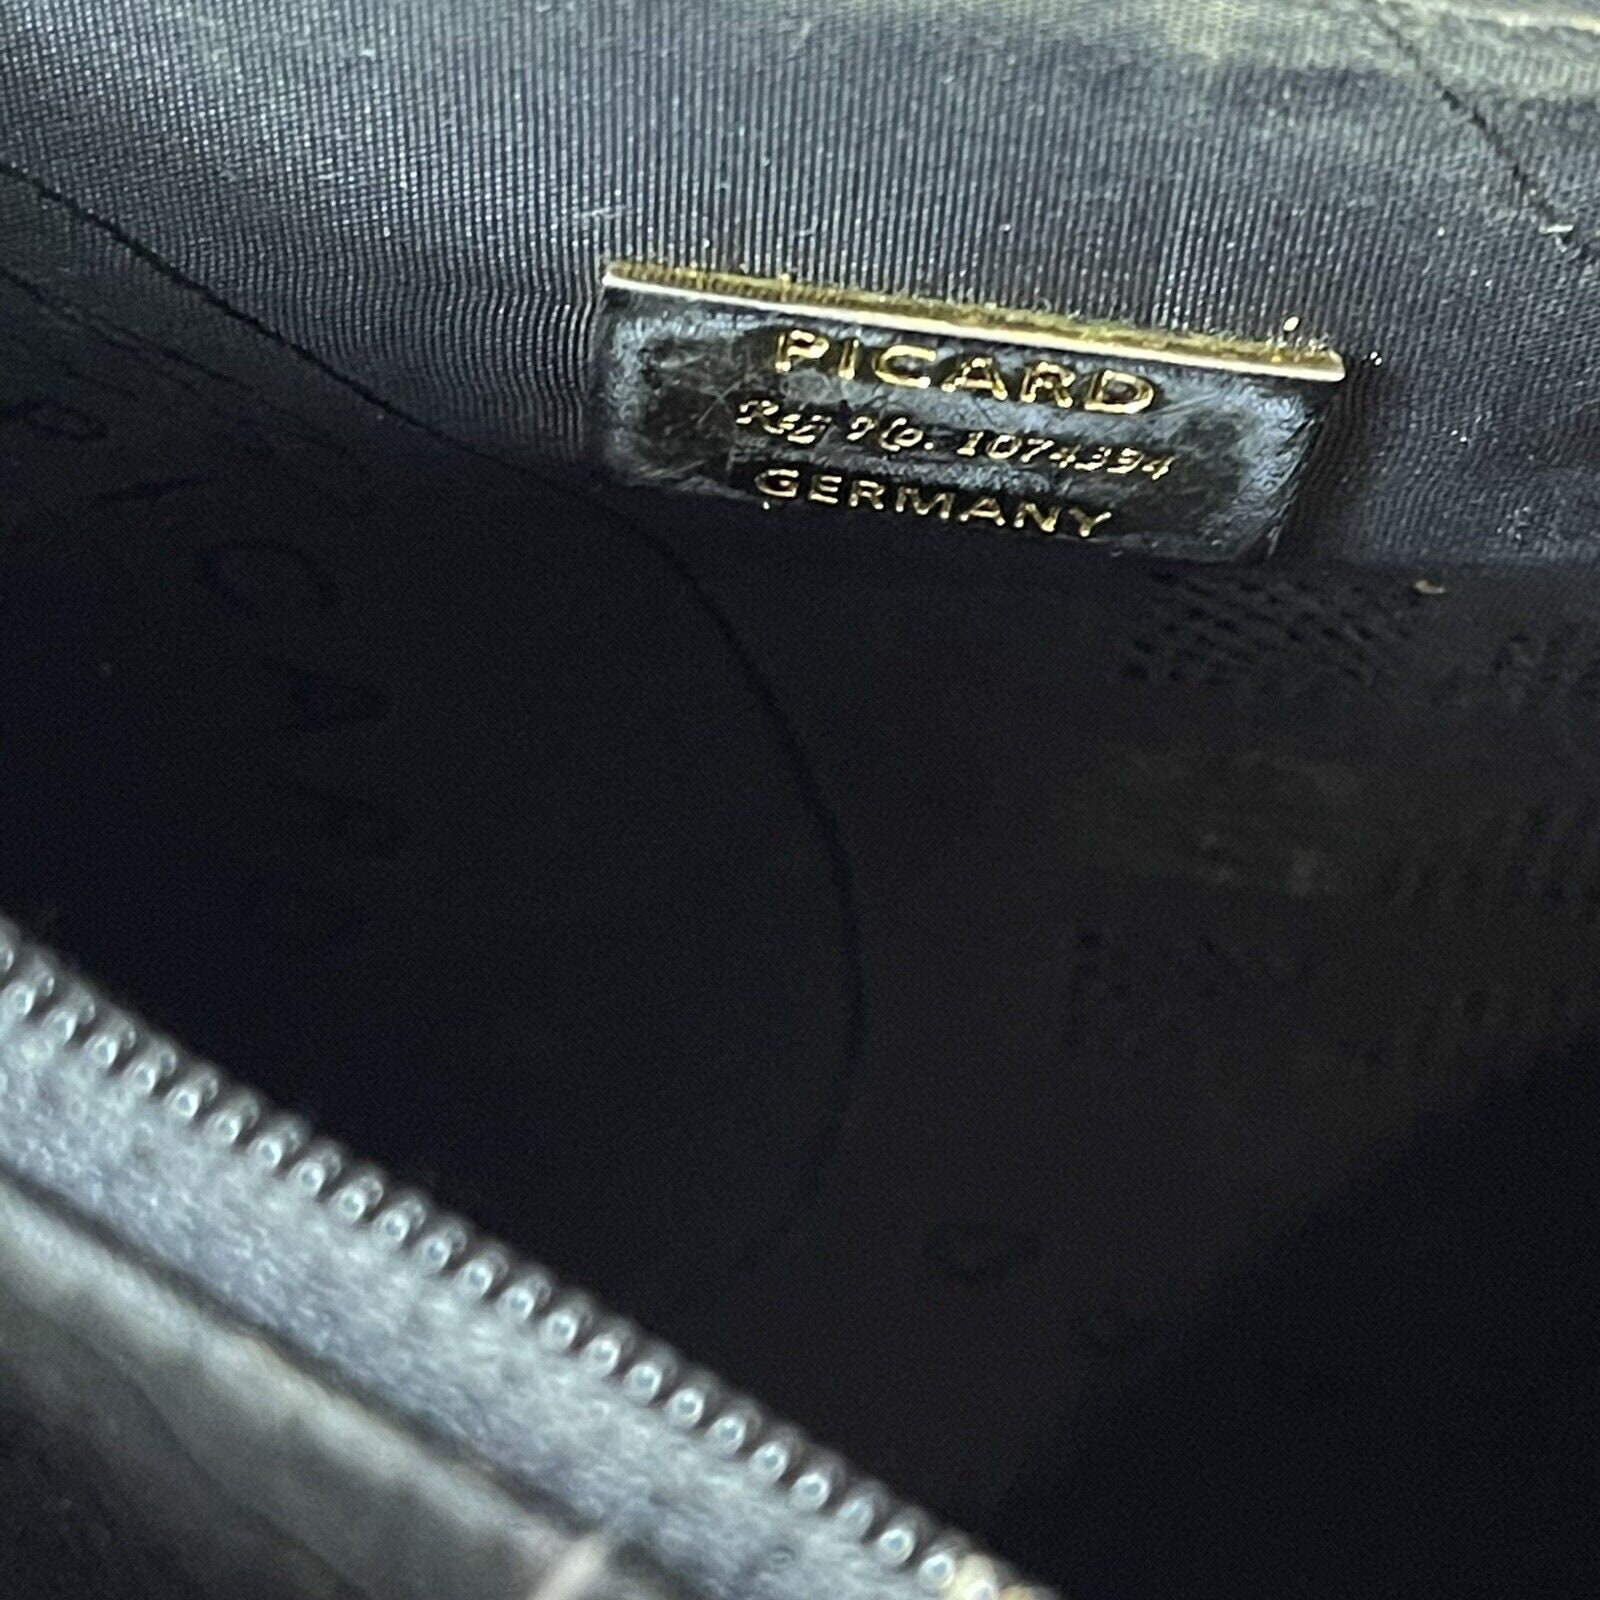 PICARD
Reg No. 1074394
GERMANY